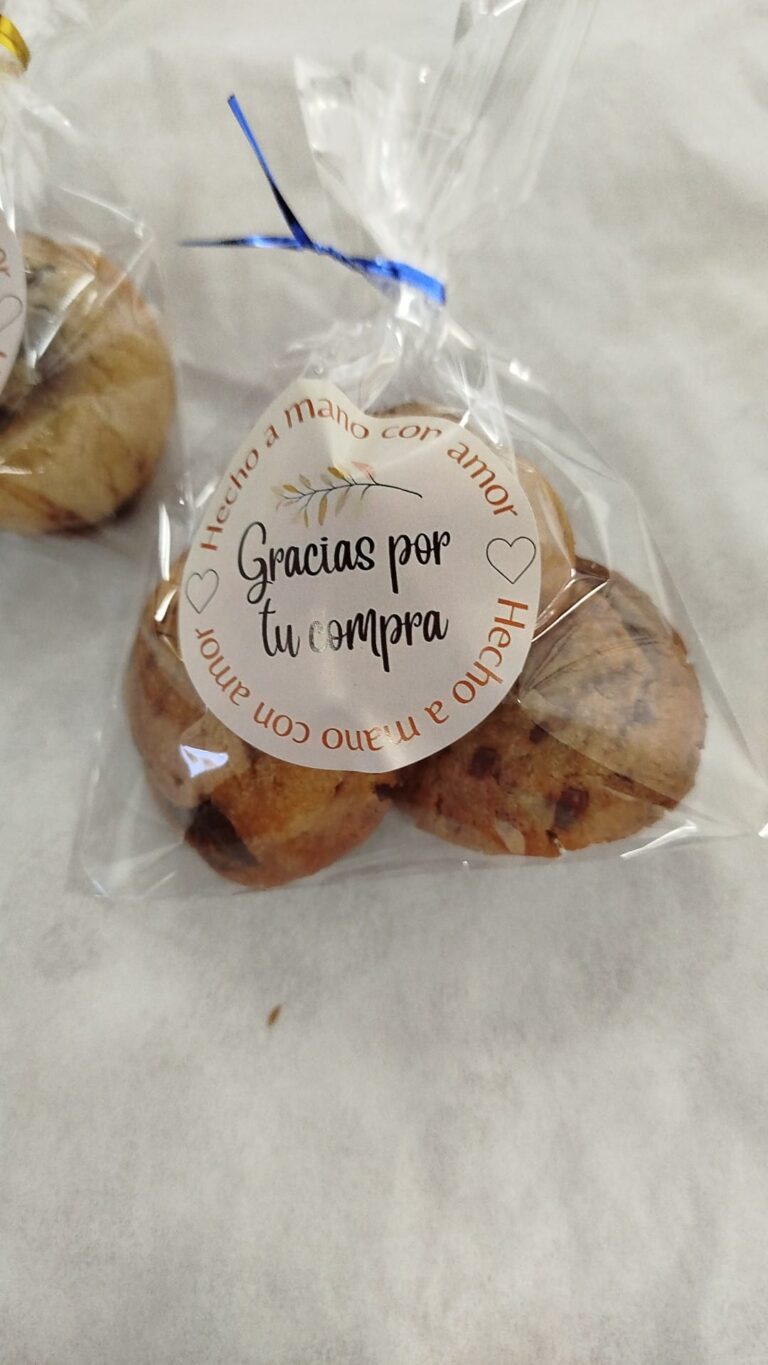 Hecho a mano con amor
Gracias por
tu compra
Hecho a mano con amor